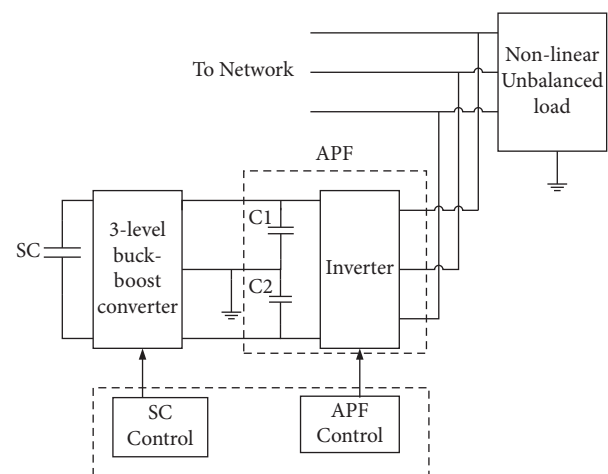 To Network
Non-linear
Unbalanced
load
APF
SC
3-level
buck-
boost
converter
C1
C2
Inverter
SC
Control
APF
Control